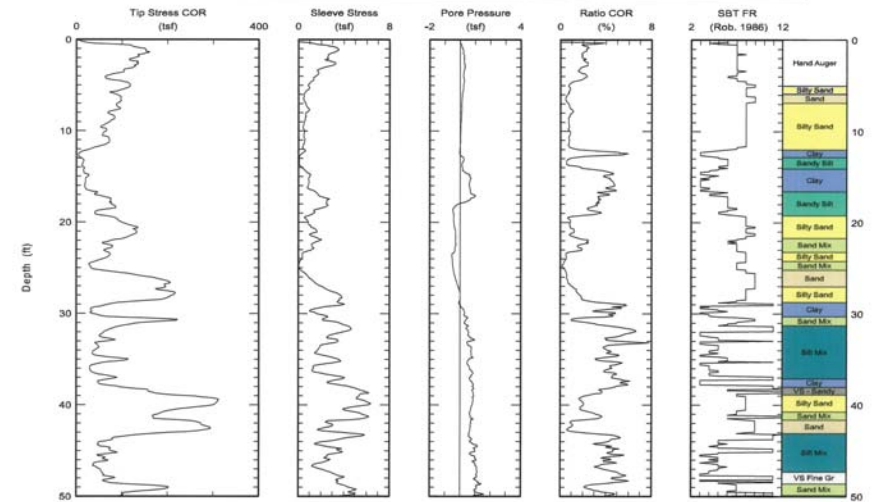 Tip Stress COR
(tsf)
0 400
Sleeve Stress
(tsf)
0 8
Pore Pressure
(tsf)
-2 4
Ratio COR
(%)
0 8
SBT FR
(Rob. 1986)
2 12
Depth (ft)
0
10
20
30
40
50
Hand Auger
Silty Sand
Sand
Silty Sand
Clay
Sandy Silt
Clay
Sandy Silt
Silty Sand
Sand Mix
Silty Sand
Sand Mix
Sand
Silty Sand
Clay
Sand Mix
Silt Mix
Clay
VS - Sandy
Silty Sand
Sand Mix
Sand
Silt Mix
VS Fine Gr
Sand Mix
0
10
20
30
40
50